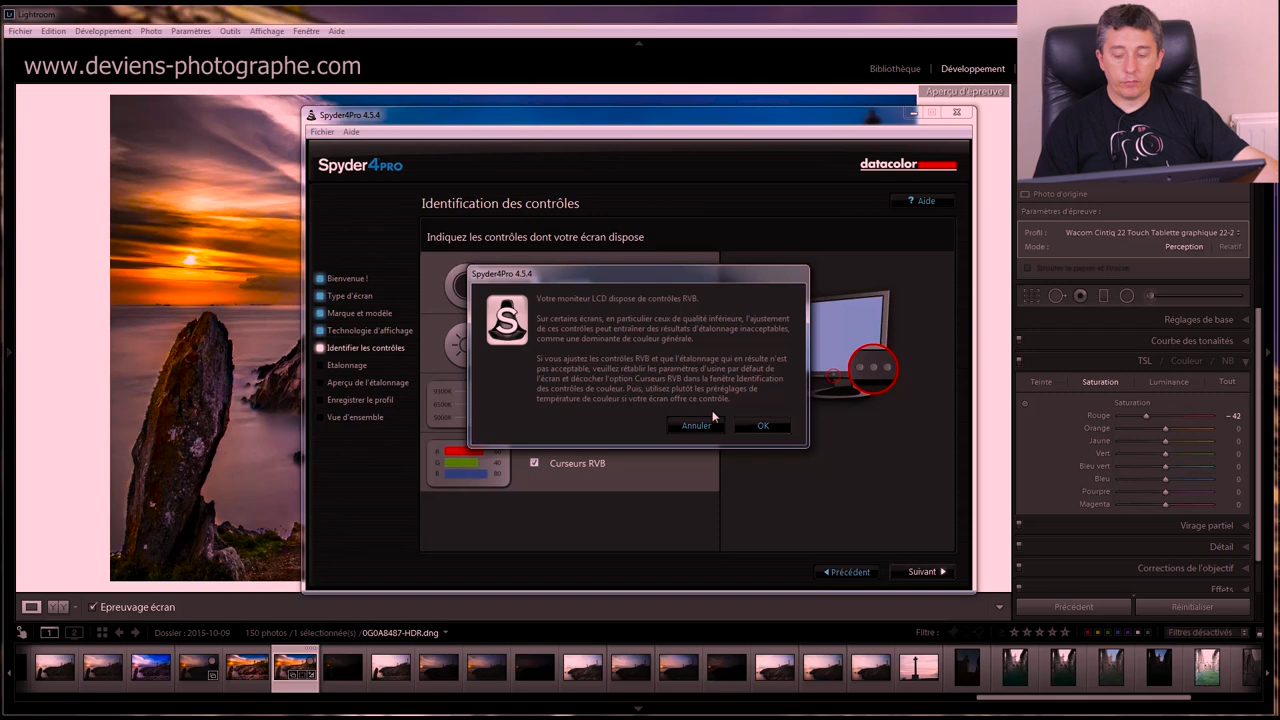 Lr Lightroom
Fichier Edition Développement Photo Paramètres Outils Affichage Fenêtre Aide
www.deviens-photographe.com
Bibliothèque | Développement
Aperçu d'épreuve
Spyder4Pro 4.5.4
Fichier Aide
Spyder4PRO
datacolor
Identification des contrôles
? Aide
Indiquez les contrôles dont votre écran dispose
Bienvenue !
Type d'écran
Marque et modèle
Technologie d'affichage
Identifier les contrôles
Etalonnage
Aperçu de l'étalonnage
Enregistrer le profil
Vue d'ensemble
Spyder4Pro 4.5.4
S
Votre moniteur LCD dispose de contrôles RVB.
Sur certains écrans, en particulier ceux de qualité inférieure, l'ajustement
de ces contrôles peut entraîner des résultats d'étalonnage inacceptables,
comme une dominante de couleur générale.
Si vous ajustez les contrôles RVB et que l'étalonnage qui en résulte n'est
pas acceptable, veuillez rétablir les paramètres d'usine par défaut de
l'écran et décocher l'option Curseurs RVB dans la fenêtre Identification
des contrôles de couleur. Puis, utilisez plutôt les préréglages de
température de couleur si votre écran offre ce contrôle.
Annuler OK
9300K
6500K
5000K
R
G 40
B 80
Curseurs RVB
Précédent Suivant
Photo d'origine
Paramètres d'épreuve :
Profil : Wacom Cintiq 22 Touch Tablette graphique 22-2
Mode : Perception Relatif
Réglages de base
Courbe des tonalités
TSL / Couleur / NB
Teinte Saturation Luminance Tout
Saturation
Rouge − 42
Orange 0
Jaune 0
Vert 0
Bleu vert 0
Bleu 0
Pourpre 0
Magenta 0
Virage partiel
Détail
Corrections de l'objectif
Effets
Précédent Réinitialiser
Epreuvage écran
1 2 Dossier : 2015-10-09 150 photos /1 sélectionnée(s) /0G0A8487-HDR.dng
Filtre : Filtres désactivés